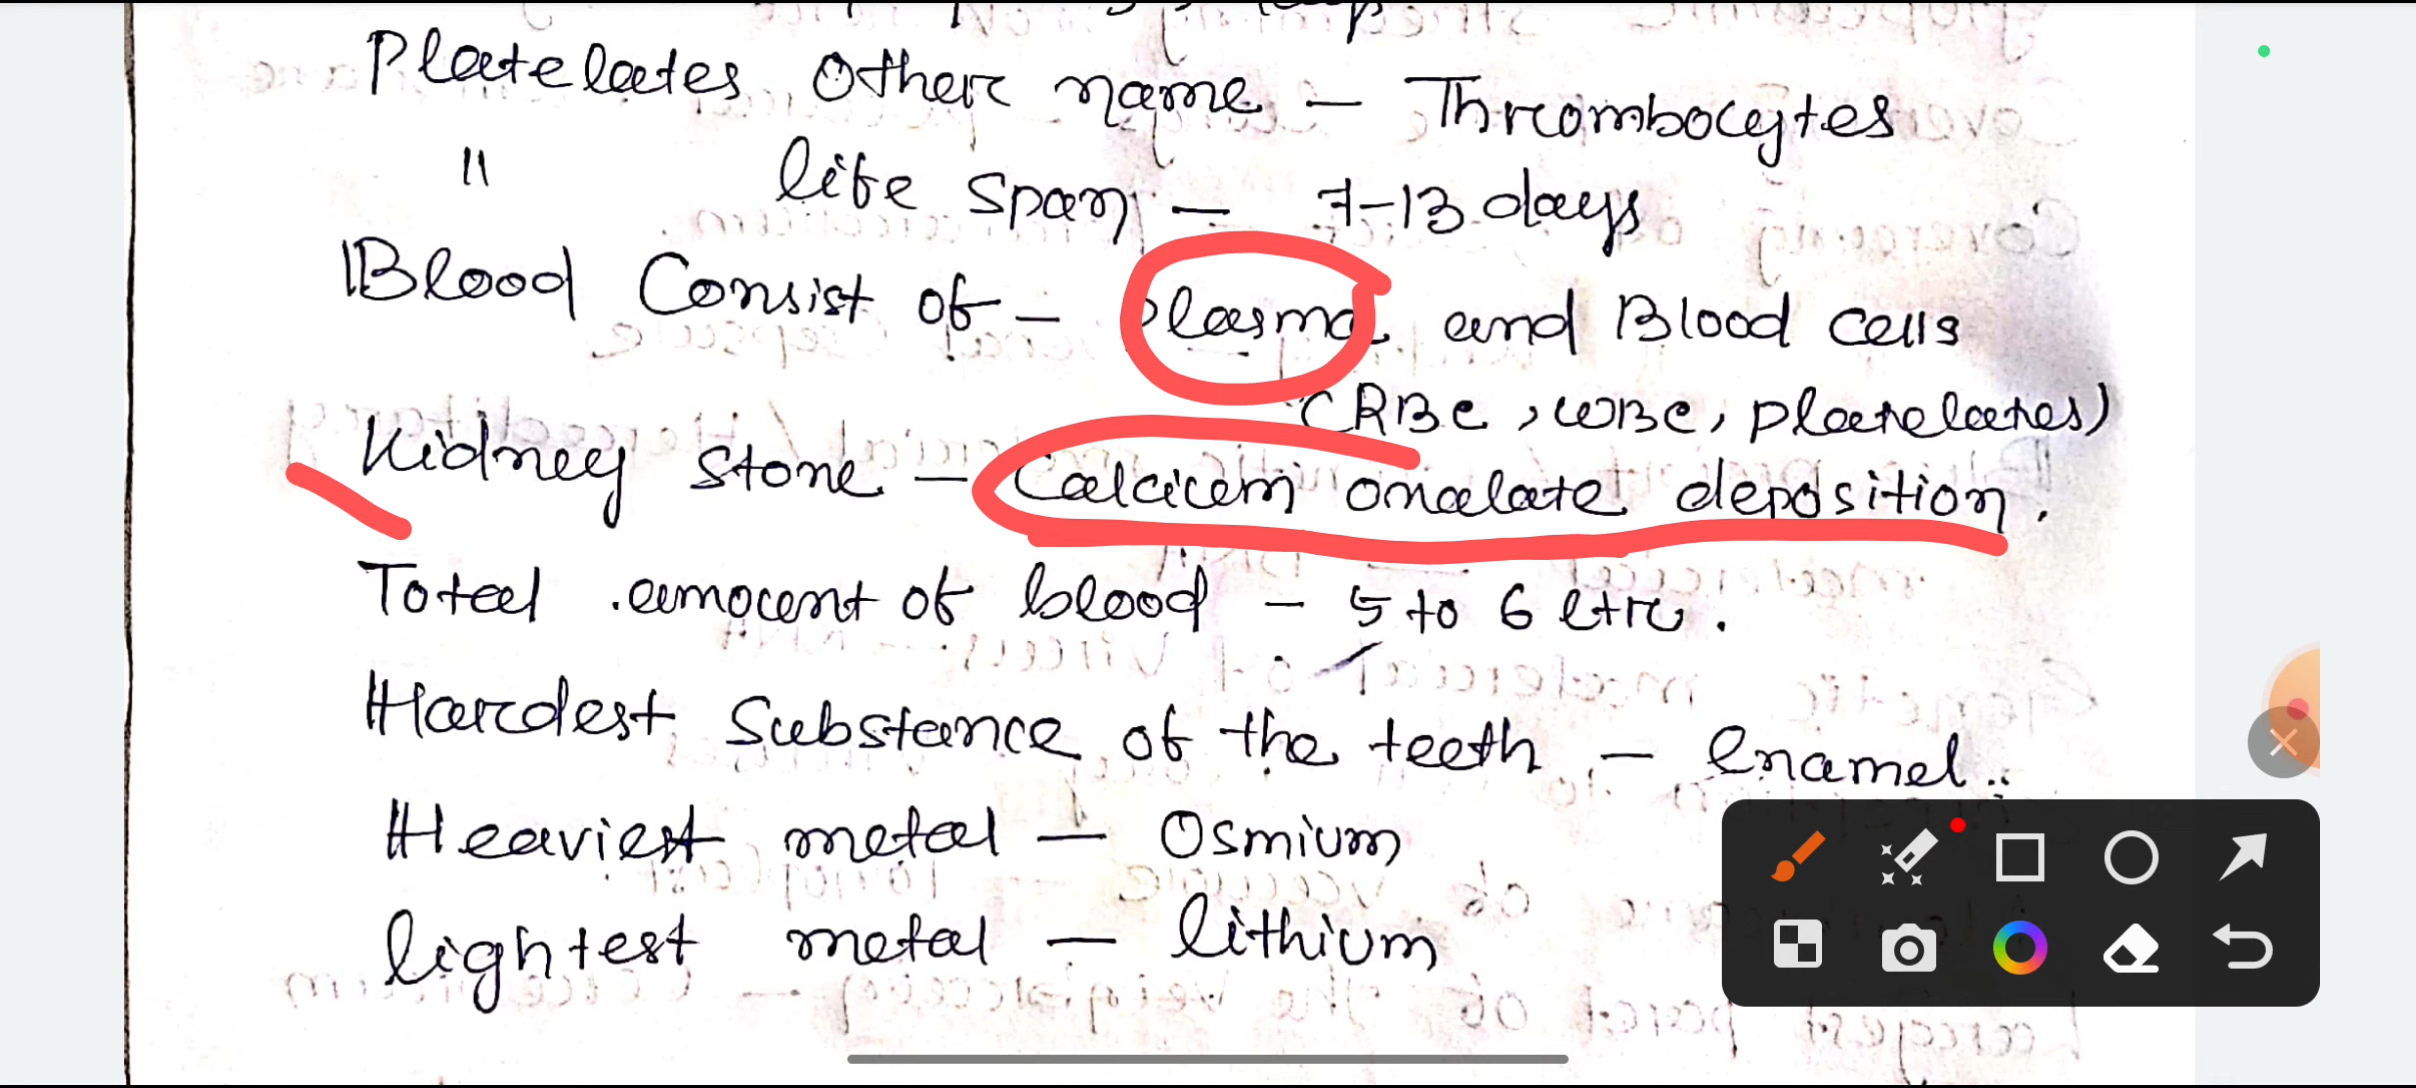 Platelates Other name – Thrombocytes
" life span – 7-13 days
Blood Consist of – Plasma and Blood cells
(RBC, WBC, platelates)
Kidney stone – Calcium oxalate deposition.
Total amount of blood – 5 to 6 ltr.
Hardest Substance of the teeth – Enamel.
Heaviest metal – Osmium
lightest metal – lithium